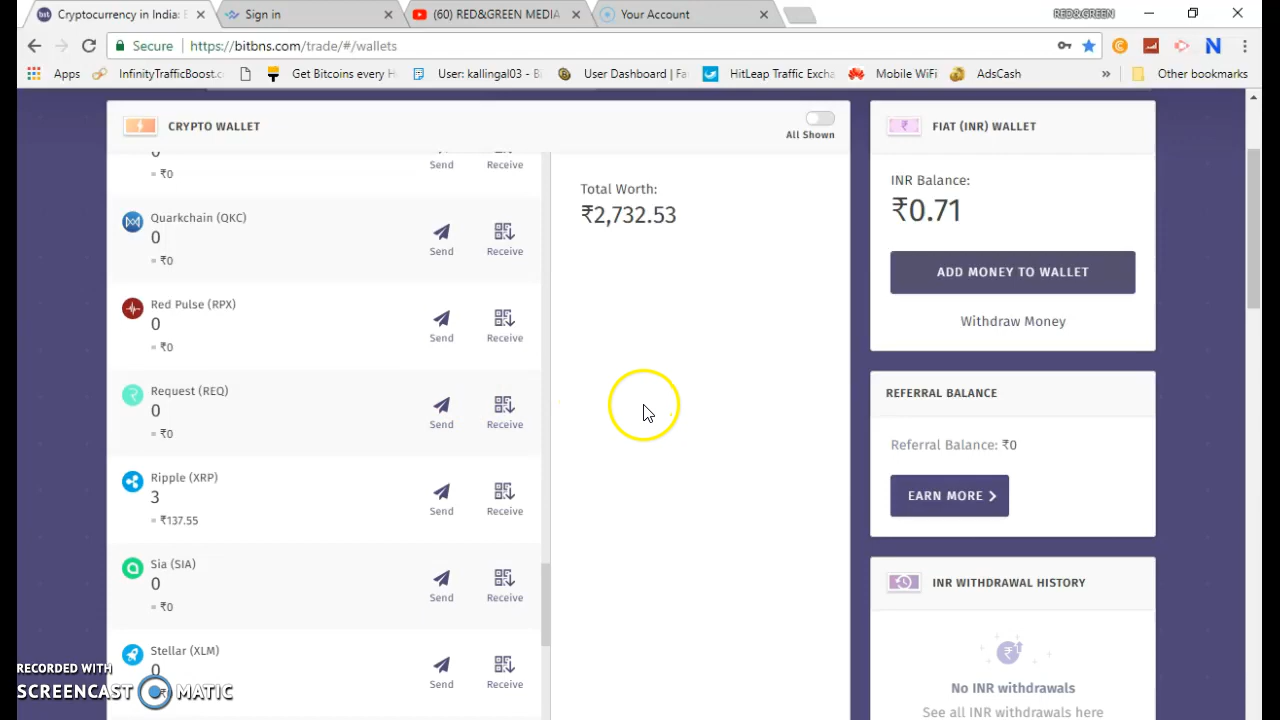 Cryptocurrency in India: E
Sign in
(60) RED&GREEN MEDIA
Your Account
RED&GREEN
Secure
https://bitbns.com/trade/#/wallets
Apps
InfinityTrafficBoost.c
Get Bitcoins every H
User: kallingal03 - Bi
User Dashboard | Fa
HitLeap Traffic Excha
Mobile WiFi
AdsCash
»
Other bookmarks
CRYPTO WALLET
All Shown
0
= ₹0
Send
Receive
Quarkchain (QKC)
0
= ₹0
Send
Receive
Red Pulse (RPX)
0
= ₹0
Send
Receive
Request (REQ)
0
= ₹0
Send
Receive
Ripple (XRP)
3
= ₹137.55
Send
Receive
Sia (SIA)
0
= ₹0
Send
Receive
Stellar (XLM)
0
Send
Receive
Total Worth:
₹2,732.53
FIAT (INR) WALLET
INR Balance:
₹0.71
ADD MONEY TO WALLET
Withdraw Money
REFERRAL BALANCE
Referral Balance: ₹0
EARN MORE
INR WITHDRAWAL HISTORY
No INR withdrawals
See all INR withdrawals here
RECORDED WITH
SCREENCAST MATIC